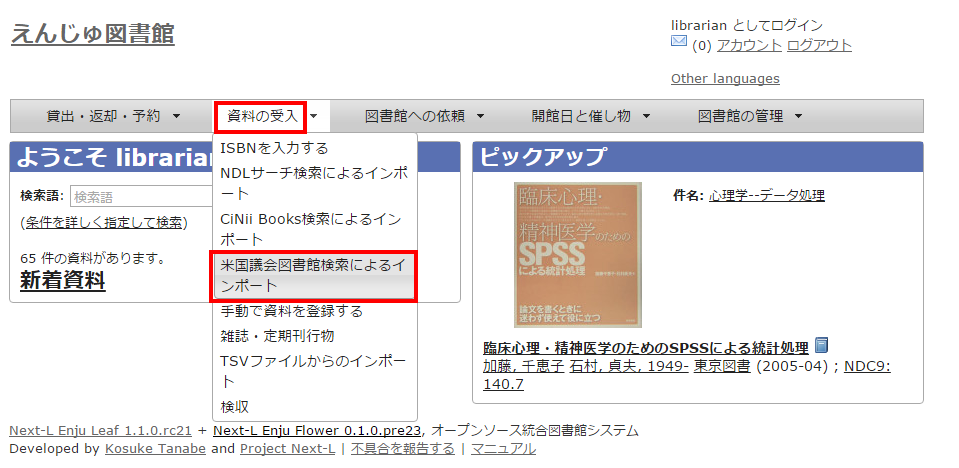 えんじゅ図書館
librarian としてログイン
(0) アカウント ログアウト
Other languages
貸出・返却・予約 資料の受入 図書館への依頼 開館日と催し物 図書館の管理
ようこそ librarian
検索語: 検索語
(条件を詳しく指定して検索)
65 件の資料があります。
新着資料
ISBNを入力する
NDLサーチ検索によるインポ
ート
CiNii Books検索によるイン
ポート
米国議会図書館検索によるイ
ンポート
手動で資料を登録する
雑誌・定期刊行物
TSVファイルからのインポー
ト
検収
ピックアップ
臨床心理・
精神医学のための
SPSS
による統計処理
論文を書くときに
迷わず使えて役に立つ
件名: 心理学--データ処理
臨床心理・精神医学のためのSPSSによる統計処理
加藤, 千恵子 石村, 貞夫, 1949- 東京図書 (2005-04) ; NDC9:
140.7
Next-L Enju Leaf 1.1.0.rc21 + Next-L Enju Flower 0.1.0.pre23, オープンソース統合図書館システム
Developed by Kosuke Tanabe and Project Next-L | 不具合を報告する | マニュアル